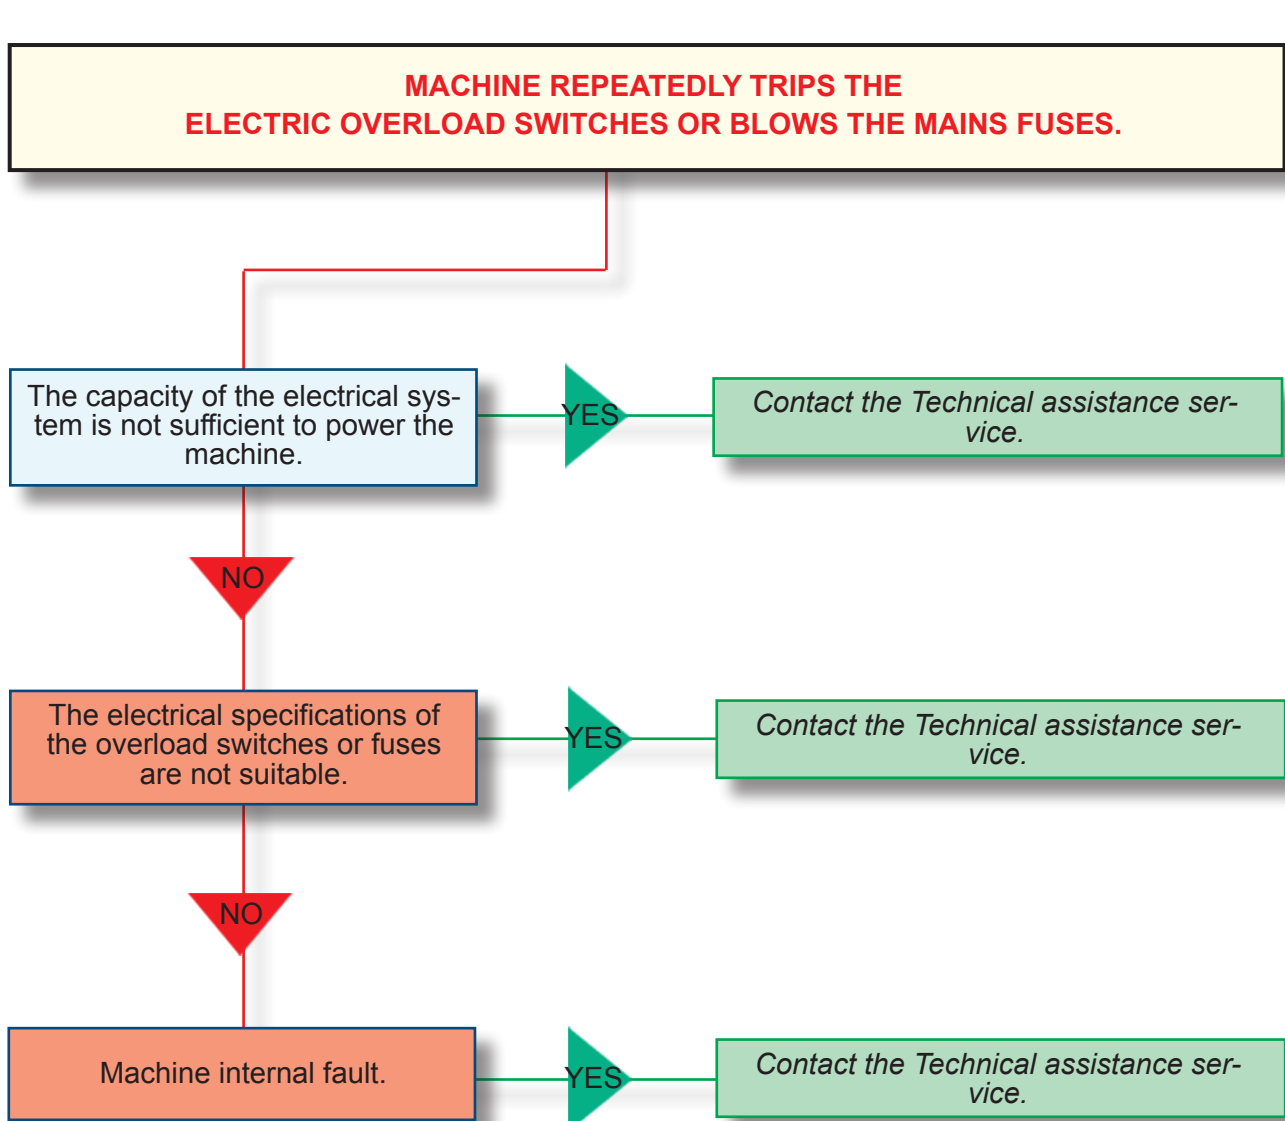 MACHINE REPEATEDLY TRIPS THE
ELECTRIC OVERLOAD SWITCHES OR BLOWS THE MAINS FUSES.
The capacity of the electrical sys-
tem is not sufficient to power the
machine.
YES
Contact the Technical assistance ser-
vice.
NO
The electrical specifications of
the overload switches or fuses
are not suitable.
YES
Contact the Technical assistance ser-
vice.
NO
Machine internal fault.
YES
Contact the Technical assistance ser-
vice.